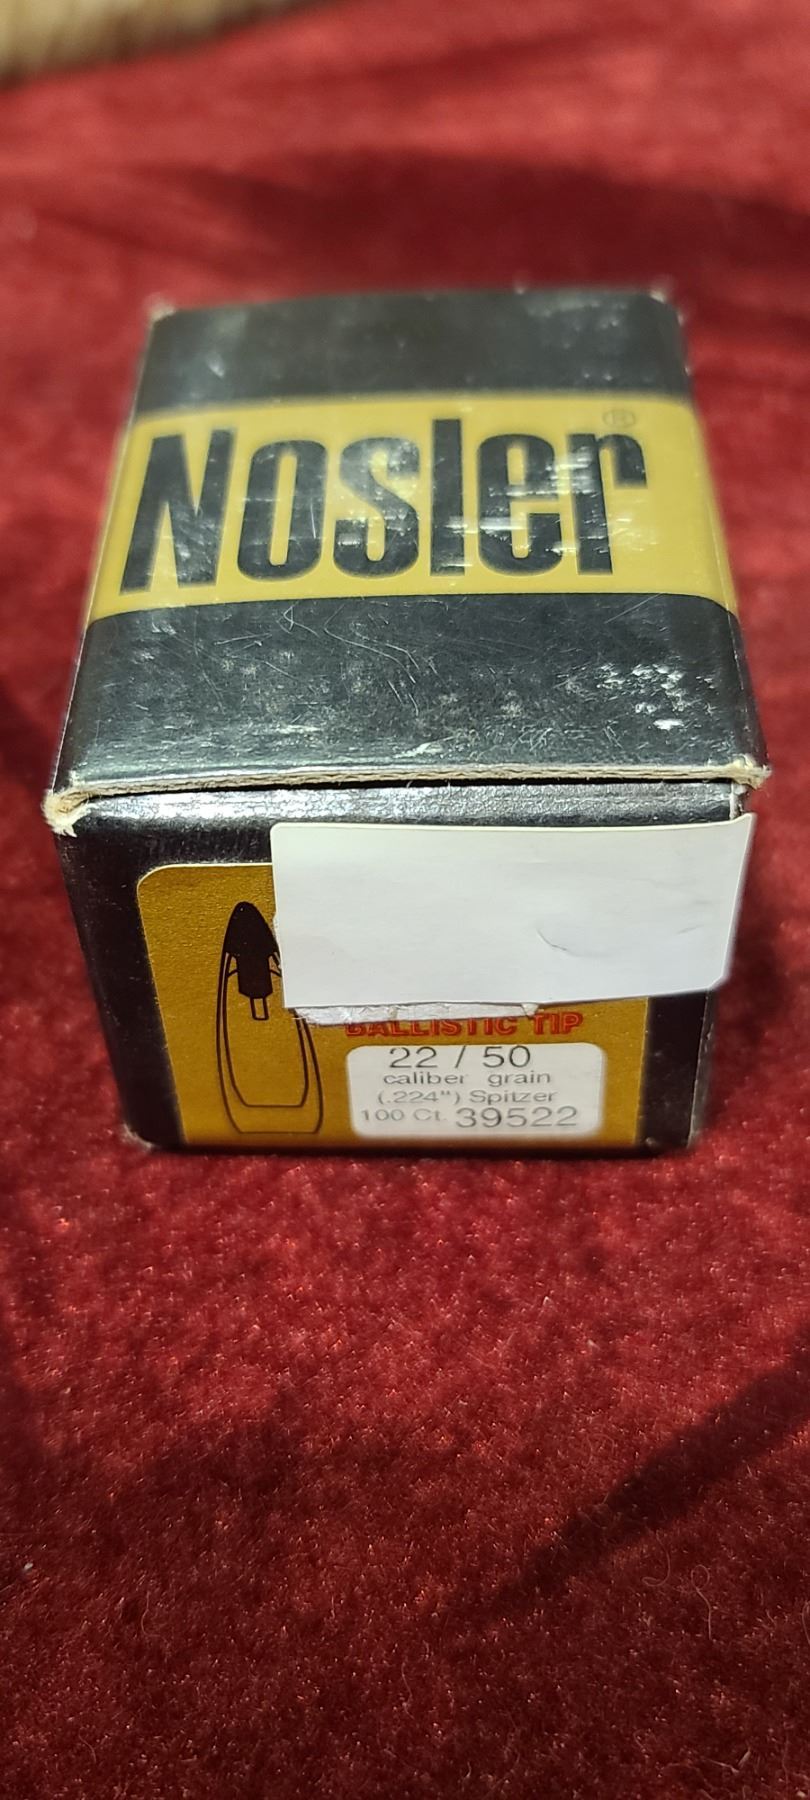 Nosler®
BALLISTIC TIP
22 / 50
caliber grain
(.224") Spitzer
100 Ct. 39522